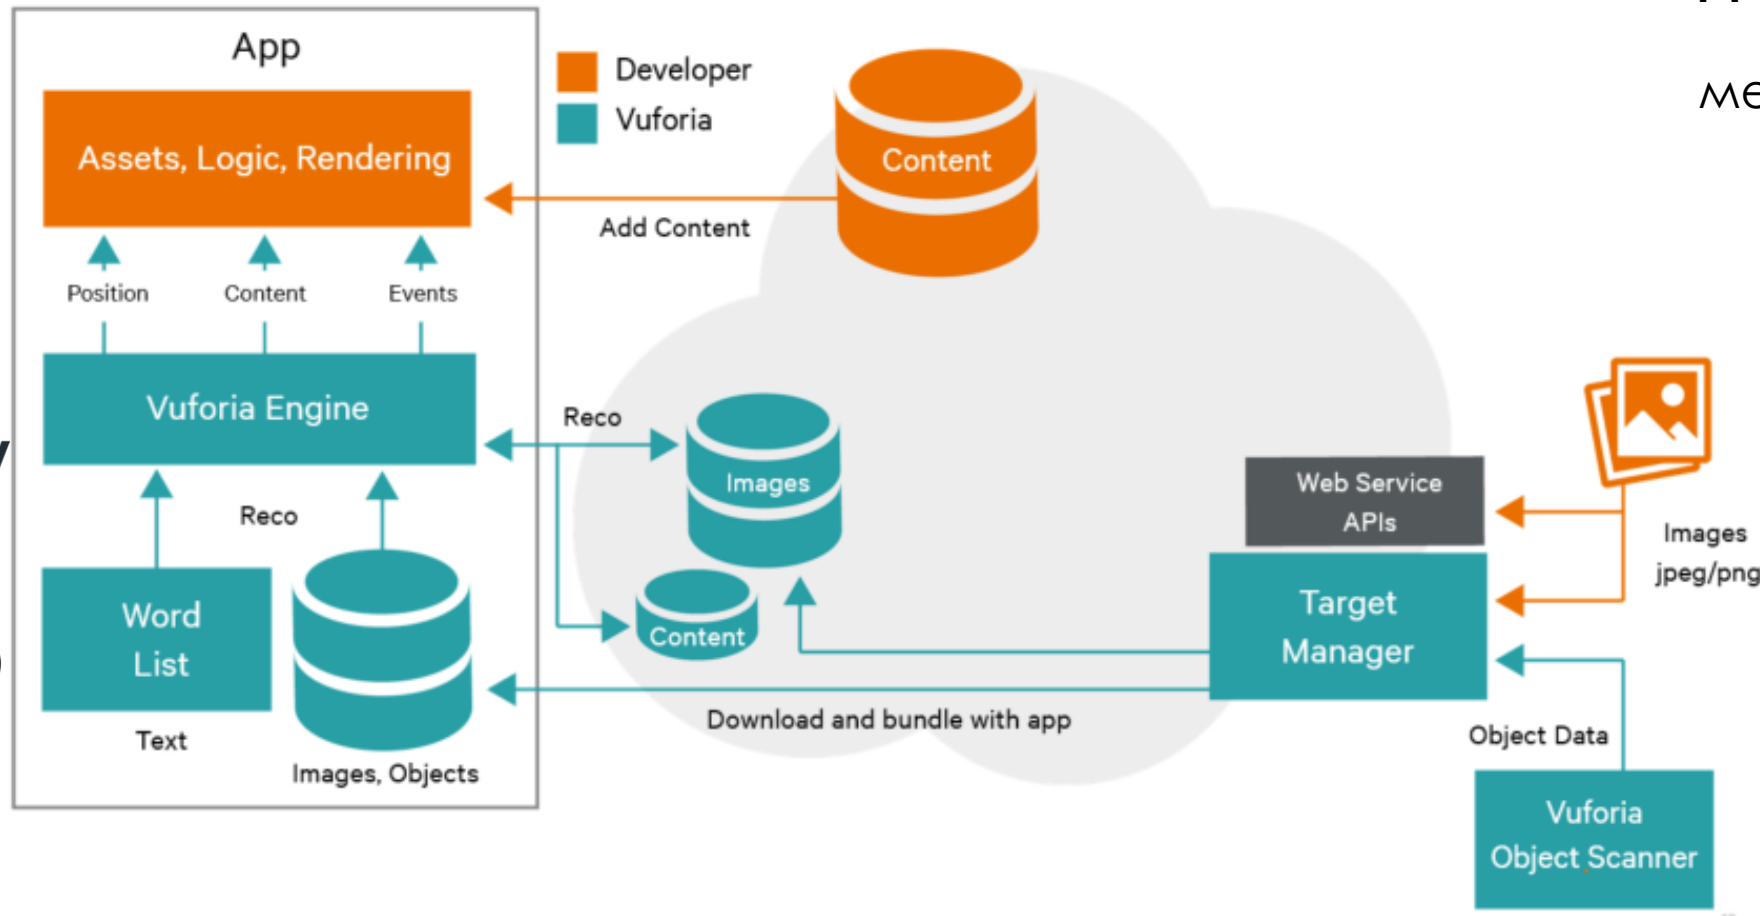 App
Developer
Vuforia
Assets, Logic, Rendering
Content
Add Content
Position
Content
Events
Vuforia Engine
Reco
Images
Content
Reco
Word
List
Text
Images, Objects
Download and bundle with app
Web Service
APIs
Target
Manager
Images
jpeg/png
Object Data
Vuforia
Object Scanner